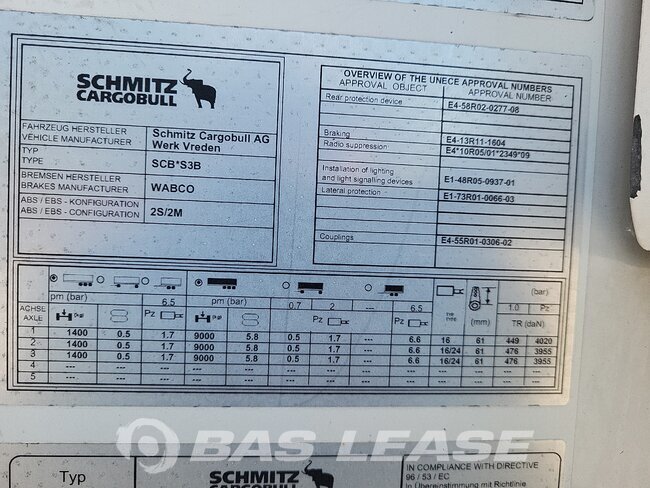 SCHMITZ
CARGOBULL
FAHRZEUG HERSTELLER
VEHICLE MANUFACTURER
Schmitz Cargobull AG
Werk Vreden
TYP
TYPE
SCB*S3B
BREMSEN HERSTELLER
BRAKES MANUFACTURER
WABCO
ABS / EBS - KONFIGURATION
ABS / EBS - CONFIGURATION
2S/2M
OVERVIEW OF THE UNECE APPROVAL NUMBERS
APPROVAL OBJECT APPROVAL NUMBER
Rear protection device E4-58R02-0277-08
Braking E4-13R11-1604
Radio suppression E4*10R05/01*2349*09
Installation of lighting
and light signalling devices E1-48R05-0937-01
Lateral protection E1-73R01-0066-03
Couplings E4-55R01-0306-02
pm (bar) 6.5 pm (bar) 0.7 2 --- 6.5 (bar) 1.0 Pz
ACHSE
AXLE
Pz Pz Pz TYP
TYPE (mm) TR (daN)
1 1400 0.5 1.7 9000 5.8 0.5 1.7 --- 6.6 16 61 449 4020
2 1400 0.5 1.7 9000 5.8 0.5 1.7 --- 6.6 16/24 61 476 3955
3 1400 0.5 1.7 9000 5.8 0.5 1.7 --- 6.6 16/24 61 476 3955
4 --- --- --- --- --- --- --- --- --- --- --- --- ---
5 --- --- --- --- --- --- --- --- --- --- --- --- ---
BAS LEASE
Typ
SCHMITZ
CARGOBULL
IN COMPLIANCE WITH DIRECTIVE
96 / 53 / EC
In Übereinstimmung mit Richtlinie